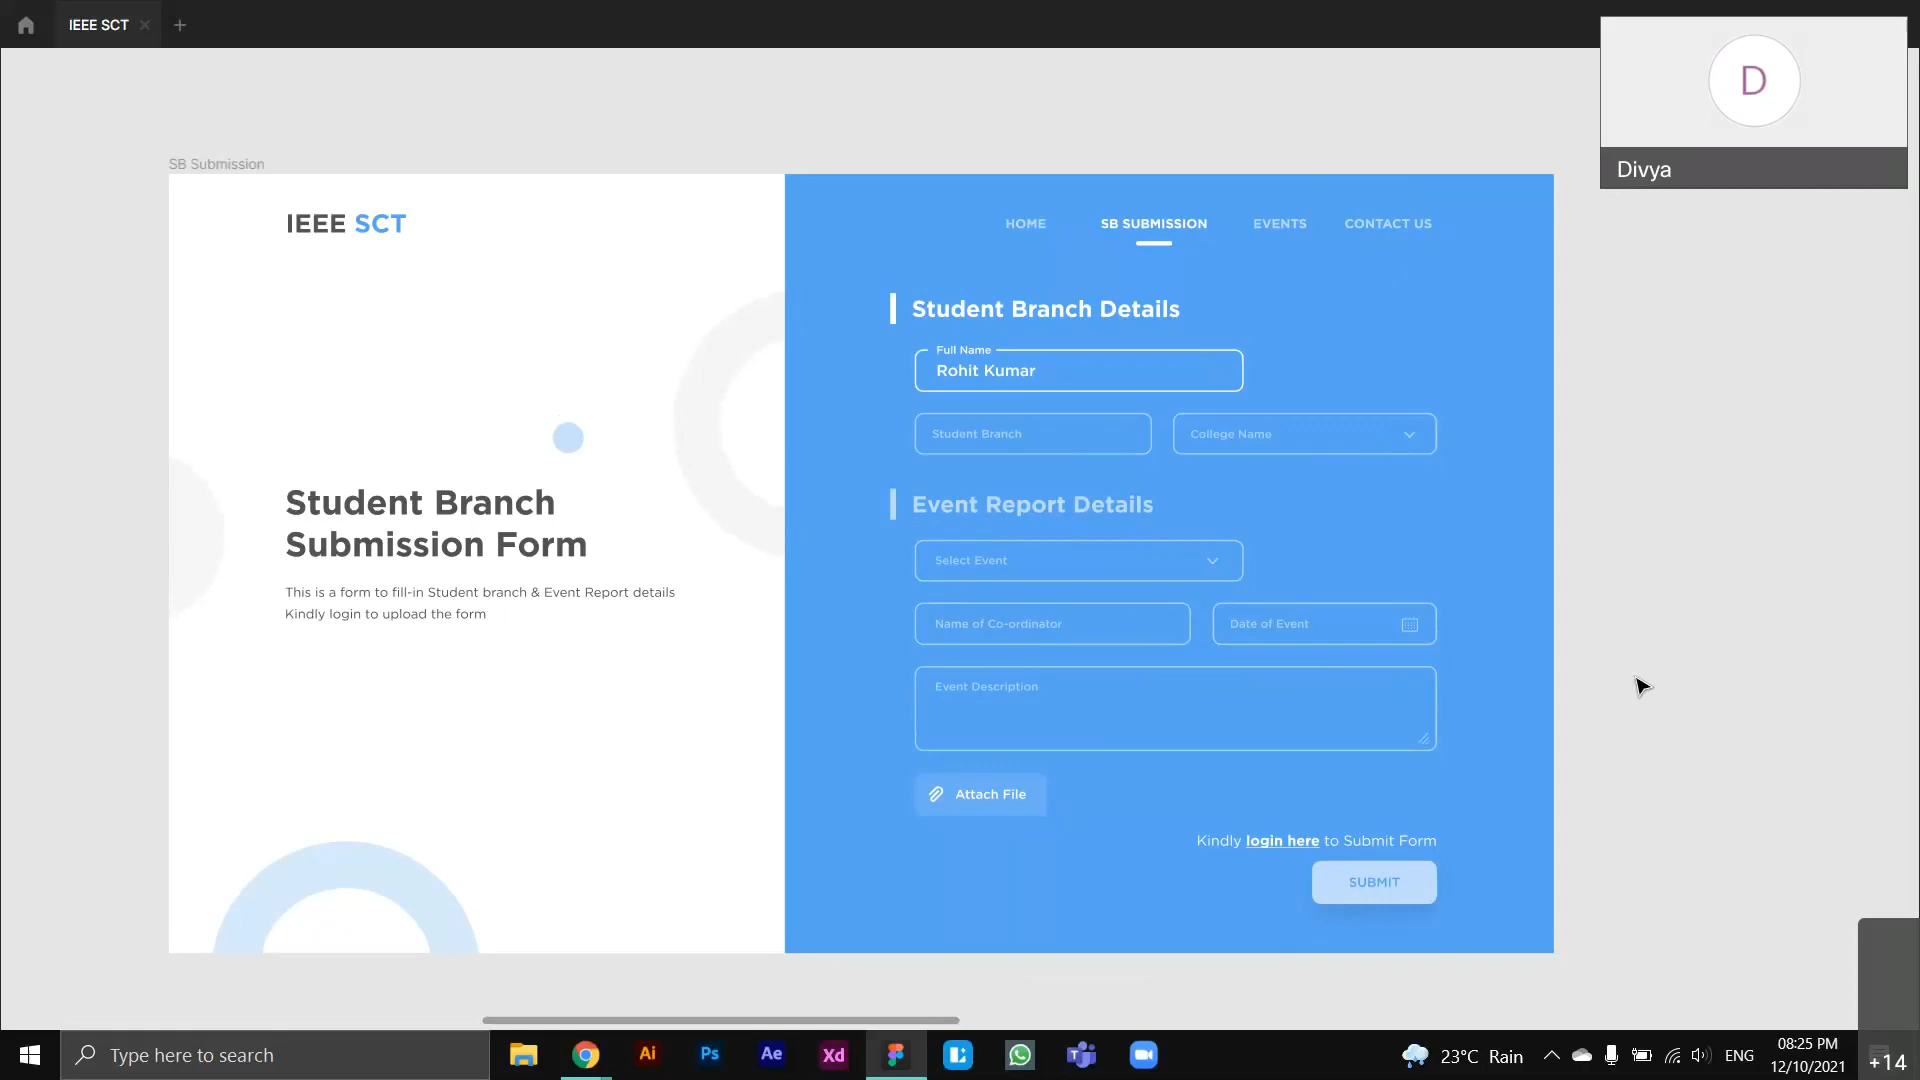 IEEE SCT
D
Divya
SB Submission
IEEE SCT
HOME
SB SUBMISSION
EVENTS
CONTACT US
Student Branch Details
Full Name
Rohit Kumar
Student Branch
College Name
Student Branch
Submission Form
This is a form to fill-in Student branch & Event Report details
Kindly login to upload the form
Event Report Details
Select Event
Name of Co-ordinator
Date of Event
Event Description
Attach File
Kindly login here to Submit Form
SUBMIT
Type here to search
Ai
Ps
Ae
Xd
23°C Rain
ENG
08:25 PM
12/10/2021
+14